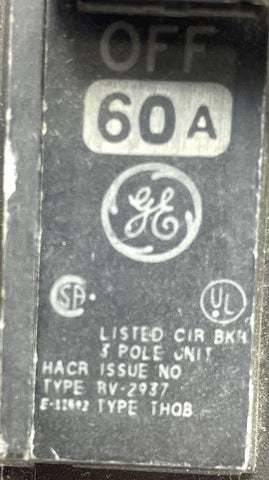 OFF
60A
GE
SA UL
LISTED CIR BKR
3 POLE UNIT
HACR ISSUE NO
TYPE RV-2937
E-11592 TYPE THQB